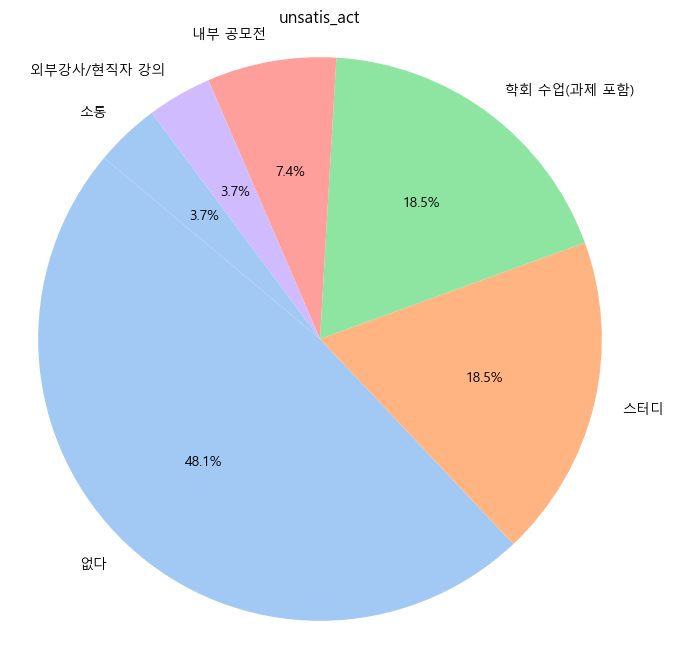 unsatis_act
내부 공모전
외부강사/현직자 강의
학회 수업(과제 포함)
소통
7.4%
3.7%
18.5%
3.7%
18.5%
스터디
48.1%
없다